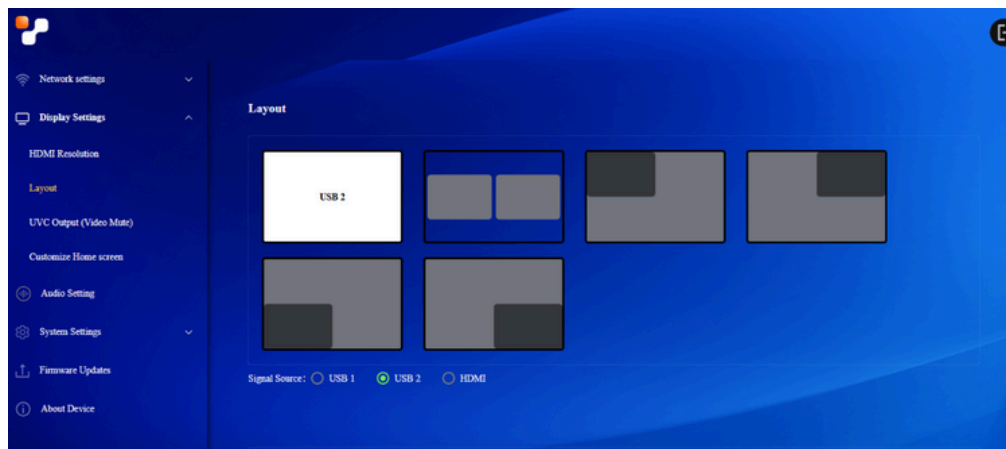 Network settings
Display Settings
HDMI Resolution
Layout
UVC Output (Video Mute)
Customize Home screen
Audio Setting
System Settings
Firmware Updates
About Device
Layout
USB 2
Signal Source: USB 1 USB 2 HDMI